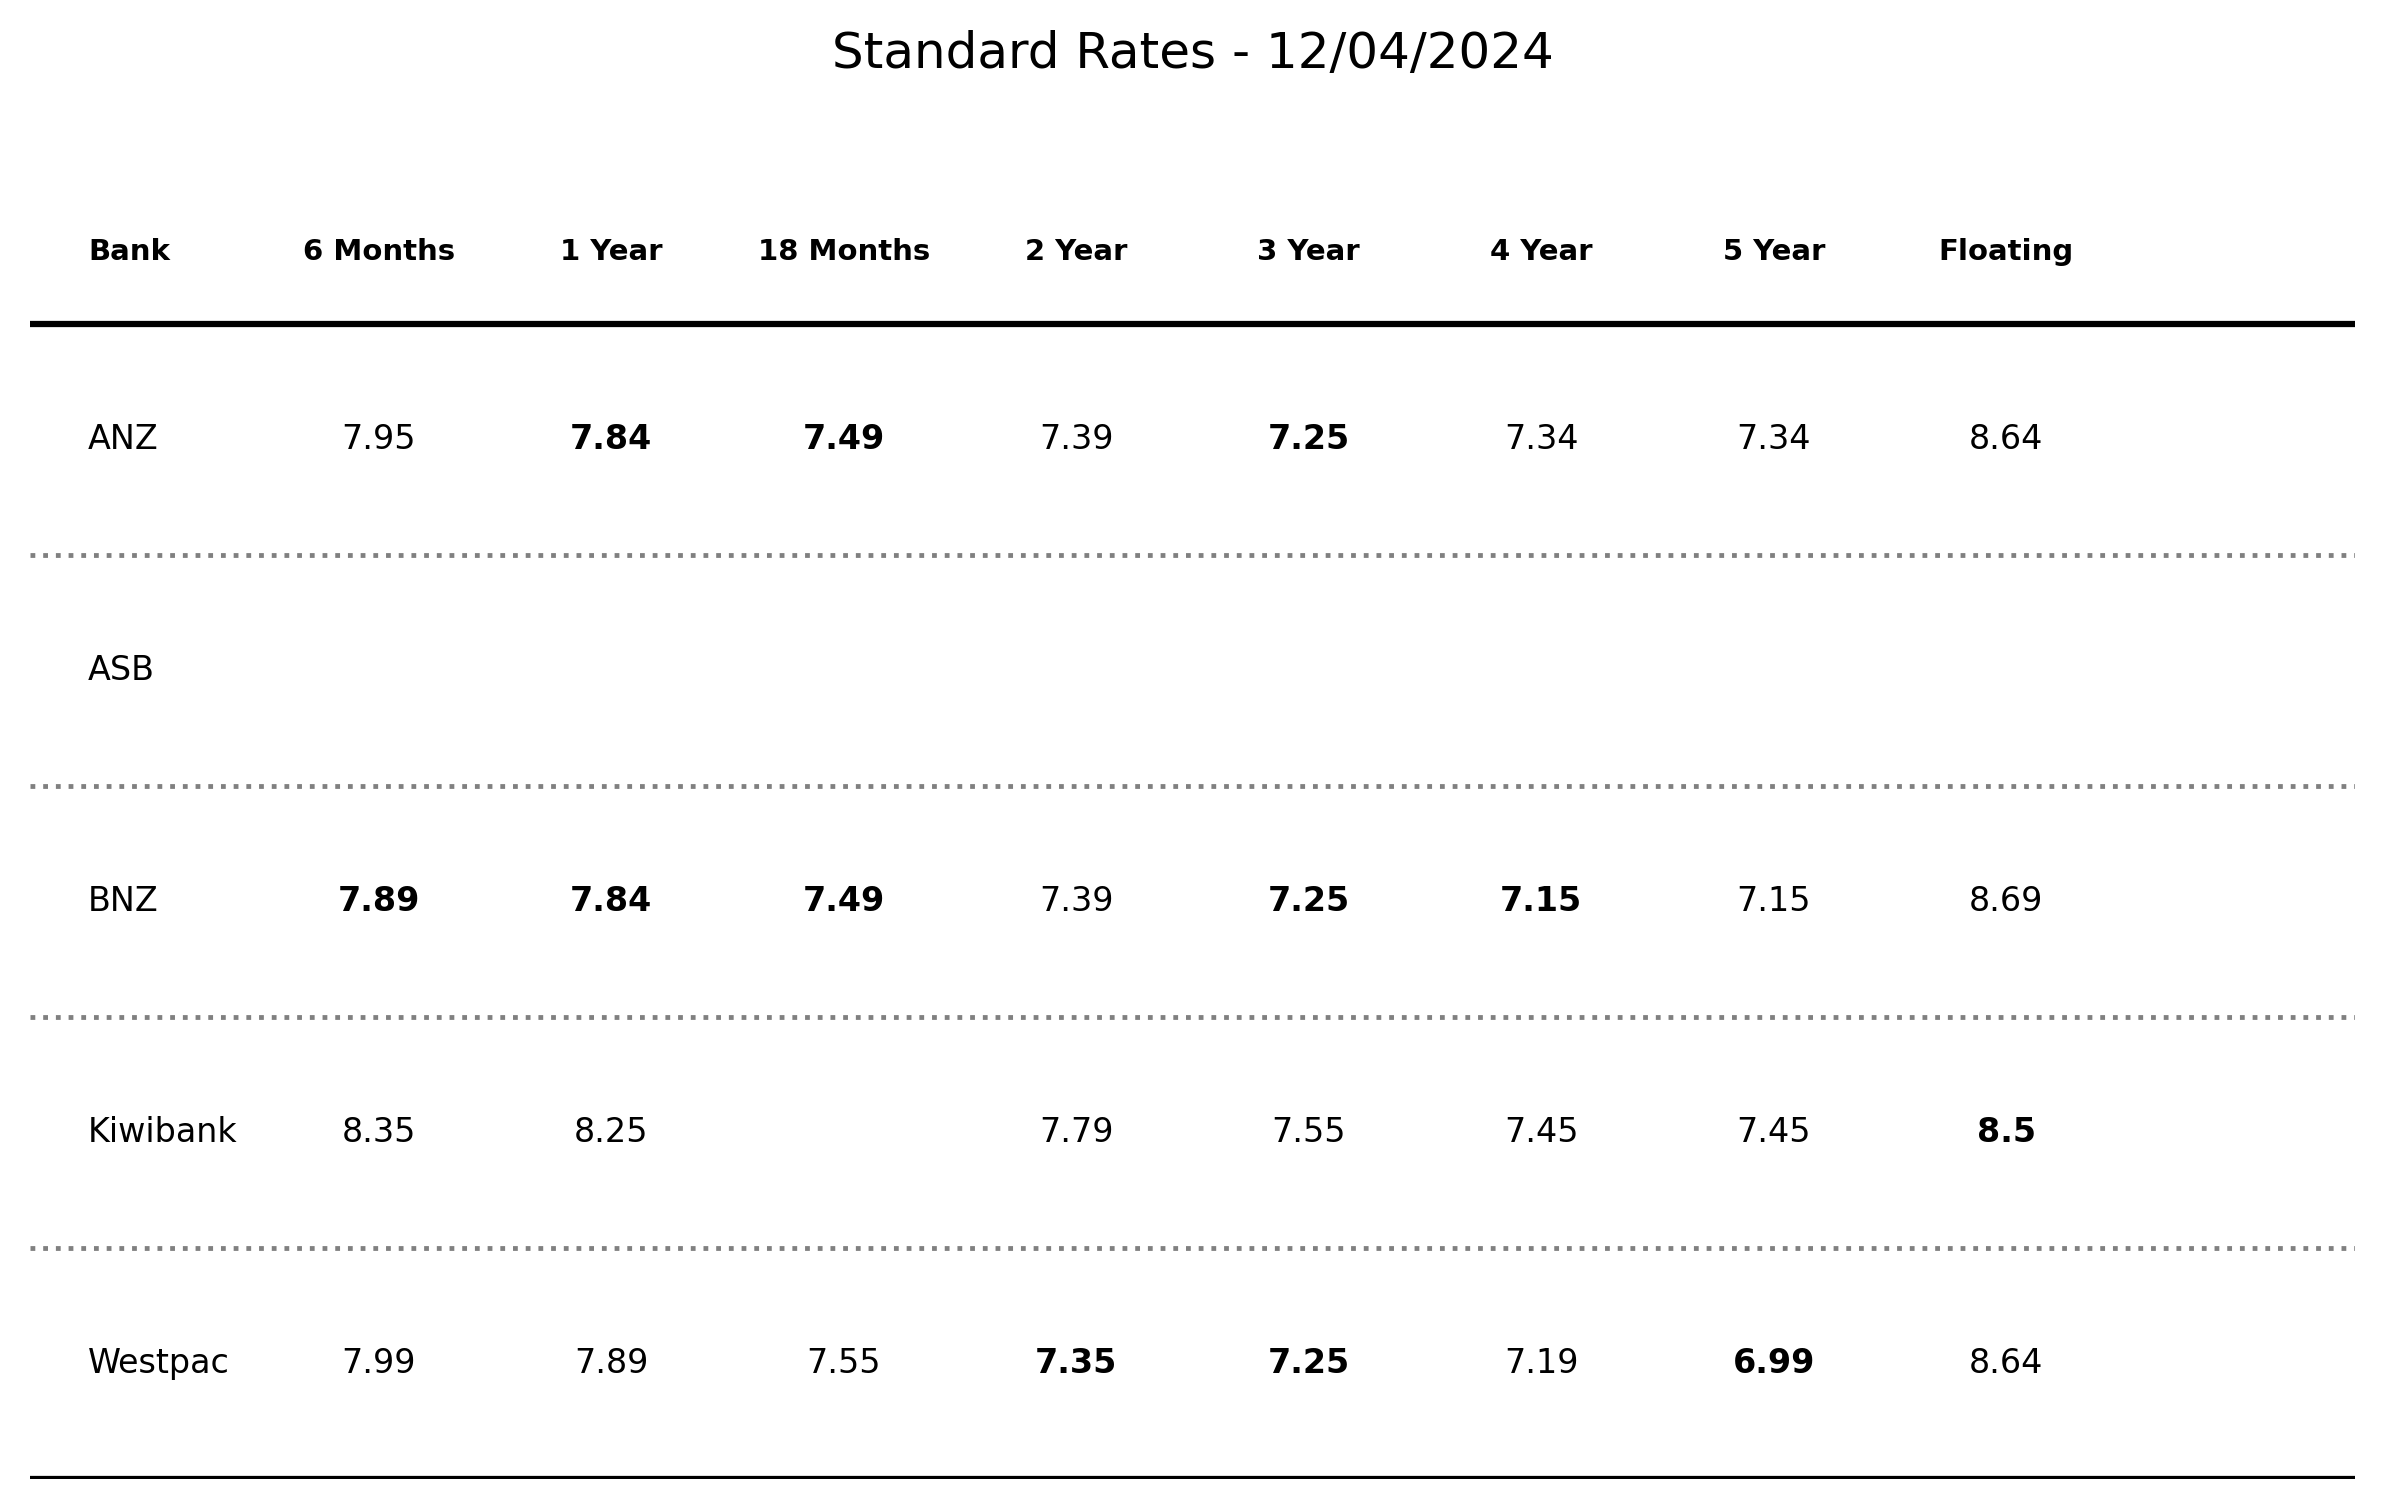 Standard Rates - 12/04/2024
Bank 6 Months 1 Year 18 Months 2 Year 3 Year 4 Year 5 Year Floating
ANZ 7.95 7.84 7.49 7.39 7.25 7.34 7.34 8.64
ASB
BNZ 7.89 7.84 7.49 7.39 7.25 7.15 7.15 8.69
Kiwibank 8.35 8.25 7.79 7.55 7.45 7.45 8.5
Westpac 7.99 7.89 7.55 7.35 7.25 7.19 6.99 8.64